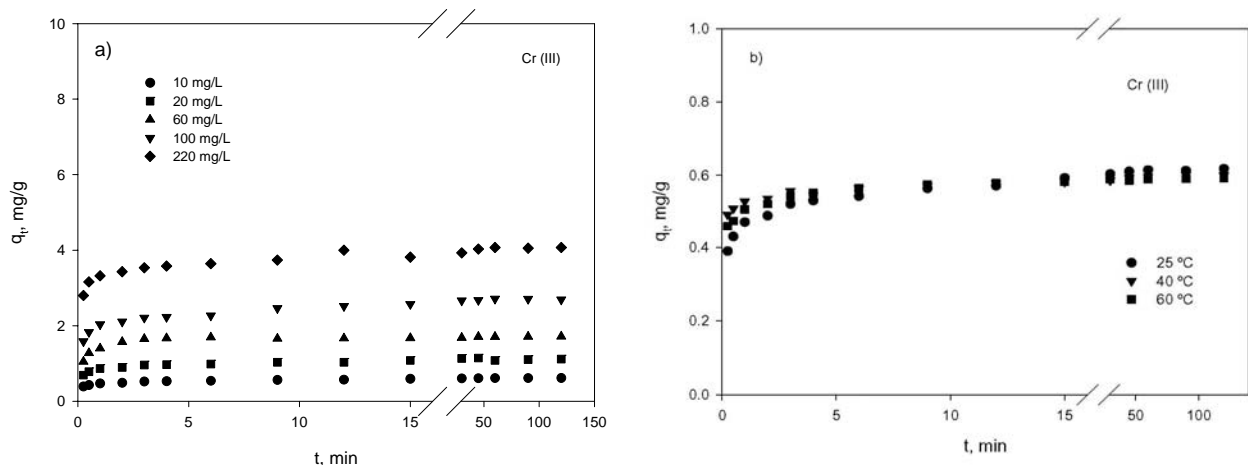 a)
Cr (III)
10 mg/L
20 mg/L
60 mg/L
100 mg/L
220 mg/L
10
8
6
4
2
0
qt, mg/g
0 5 10 15 50 100 150
t, min
b)
Cr (III)
25 ºC
40 ºC
60 ºC
1.0
0.8
0.6
0.4
0.2
0.0
qt, mg/g
0 5 10 15 50 100
t, min